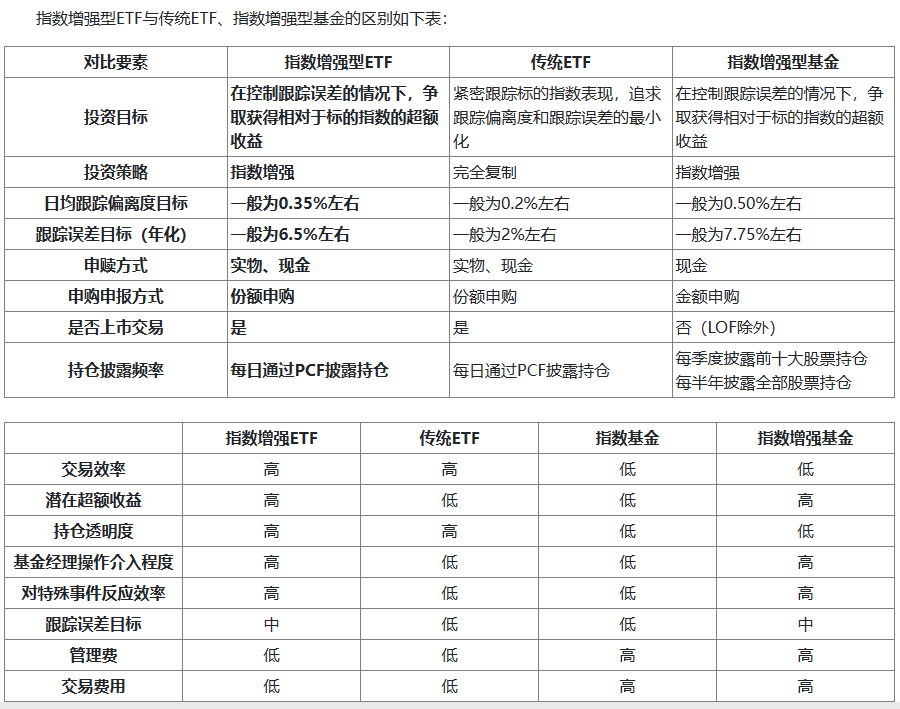 指数增强型ETF与传统ETF、指数增强型基金的区别如下表：
对比要素 指数增强型ETF 传统ETF 指数增强型基金
投资目标 在控制跟踪误差的情况下，争取获得相对于标的指数的超额收益 紧密跟踪标的指数表现，追求跟踪偏离度和跟踪误差的最小化 在控制跟踪误差的情况下，争取获得相对于标的指数的超额收益
投资策略 指数增强 完全复制 指数增强
日均跟踪偏离度目标 一般为0.35%左右 一般为0.2%左右 一般为0.50%左右
跟踪误差目标（年化） 一般为6.5%左右 一般为2%左右 一般为7.75%左右
申赎方式 实物、现金 实物、现金 现金
申购申报方式 份额申购 份额申购 金额申购
是否上市交易 是 是 否（LOF除外）
持仓披露频率 每日通过PCF披露持仓 每日通过PCF披露持仓 每季度披露前十大股票持仓
每半年披露全部股票持仓
指数增强ETF 传统ETF 指数基金 指数增强基金
交易效率 高 高 低 低
潜在超额收益 高 低 低 高
持仓透明度 高 高 低 低
基金经理操作介入程度 高 低 低 高
对特殊事件反应效率 高 低 低 高
跟踪误差目标 中 低 低 中
管理费 低 低 高 高
交易费用 低 低 高 高